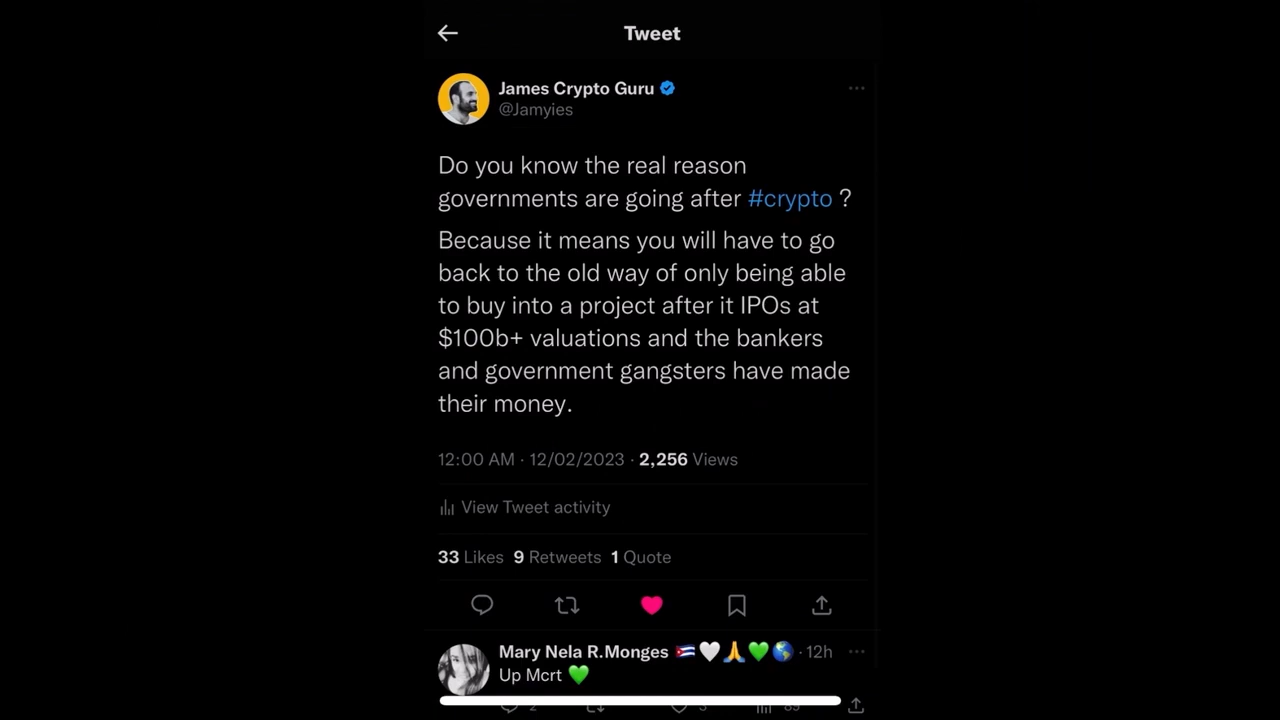 Tweet
James Crypto Guru
@Jamyies
Do you know the real reason
governments are going after #crypto ?
Because it means you will have to go
back to the old way of only being able
to buy into a project after it IPOs at
$100b+ valuations and the bankers
and government gangsters have made
their money.
12:00 AM · 12/02/2023 · 2,256 Views
View Tweet activity
33 Likes 9 Retweets 1 Quote
Mary Nela R.Monges 🇨🇺🤍🙏💚🌎 · 12h
Up Mcrt 💚